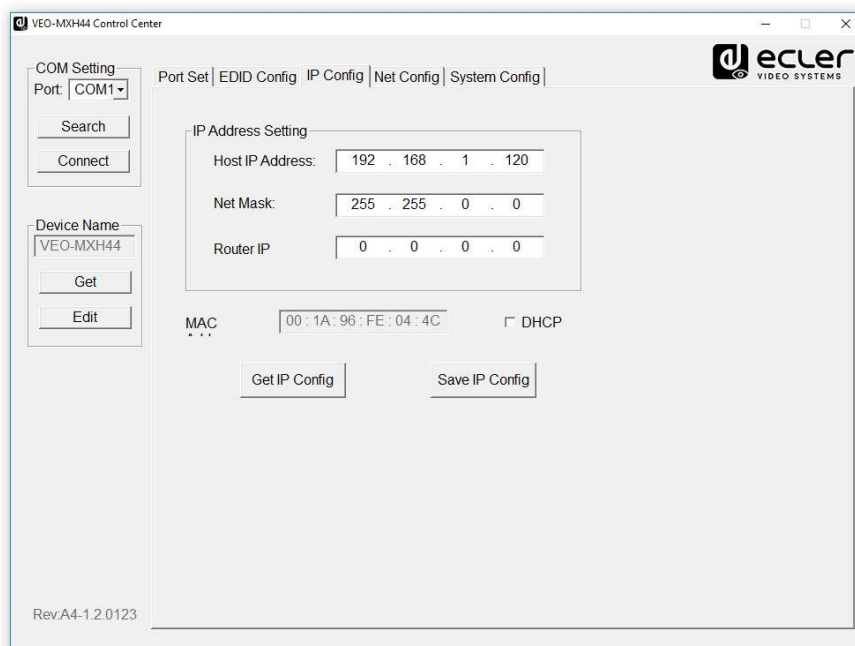 VEO-MXH44 Control Center
ecler
VIDEO SYSTEMS
COM Setting
Port: COM1
Search
Connect
Device Name
VEO-MXH44
Get
Edit
Port Set EDID Config IP Config Net Config System Config
IP Address Setting
Host IP Address: 192 . 168 . 1 . 120
Net Mask: 255 . 255 . 0 . 0
Router IP 0 . 0 . 0 . 0
MAC 00 : 1A : 96 : FE : 04 : 4C DHCP
Get IP Config Save IP Config
Rev:A4-1.2.0123